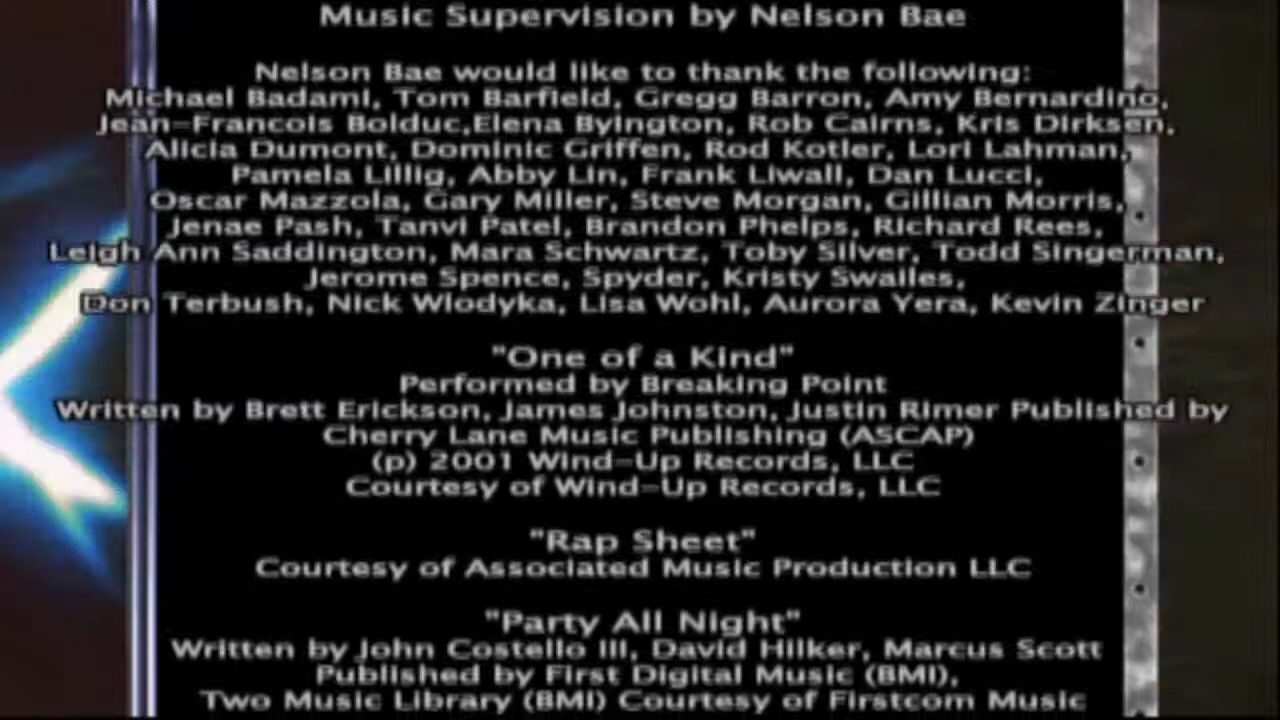 Music Supervision by Nelson Bae
Nelson Bae would like to thank the following:
Michael Badami, Tom Barfield, Gregg Barron, Amy Bernardino,
Jean-Francois Bolduc,Elena Byington, Rob Cairns, Kris Dirksen,
Alicia Dumont, Dominic Griffen, Rod Kotler, Lori Lahman,
Pamela Lillig, Abby Lin, Frank Liwall, Dan Lucci,
Oscar Mazzola, Gary Miller, Steve Morgan, Gillian Morris,
Jenae Pash, Tanvi Patel, Brandon Phelps, Richard Rees,
Leigh Ann Saddington, Mara Schwartz, Toby Silver, Todd Singerman,
Jerome Spence, Spyder, Kristy Swailes,
Don Terbush, Nick Wlodyka, Lisa Wohl, Aurora Yera, Kevin Zinger
"One of a Kind"
Performed by Breaking Point
Written by Brett Erickson, James Johnston, Justin Rimer Published by
Cherry Lane Music Publishing (ASCAP)
(p) 2001 Wind-Up Records, LLC
Courtesy of Wind-Up Records, LLC
"Rap Sheet"
Courtesy of Associated Music Production LLC
"Party All Night"
Written by John Costello III, David Hilker, Marcus Scott
Published by First Digital Music (BMI),
Two Music Library (BMI) Courtesy of Firstcom Music